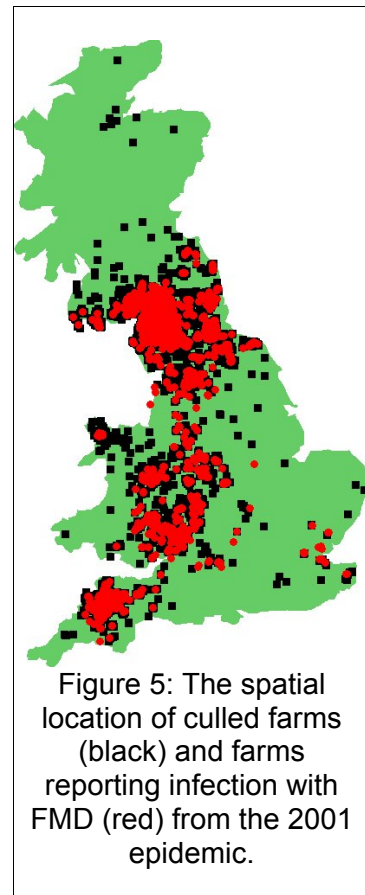 Figure 5: The spatial
location of culled farms
(black) and farms
reporting infection with
FMD (red) from the 2001
epidemic.